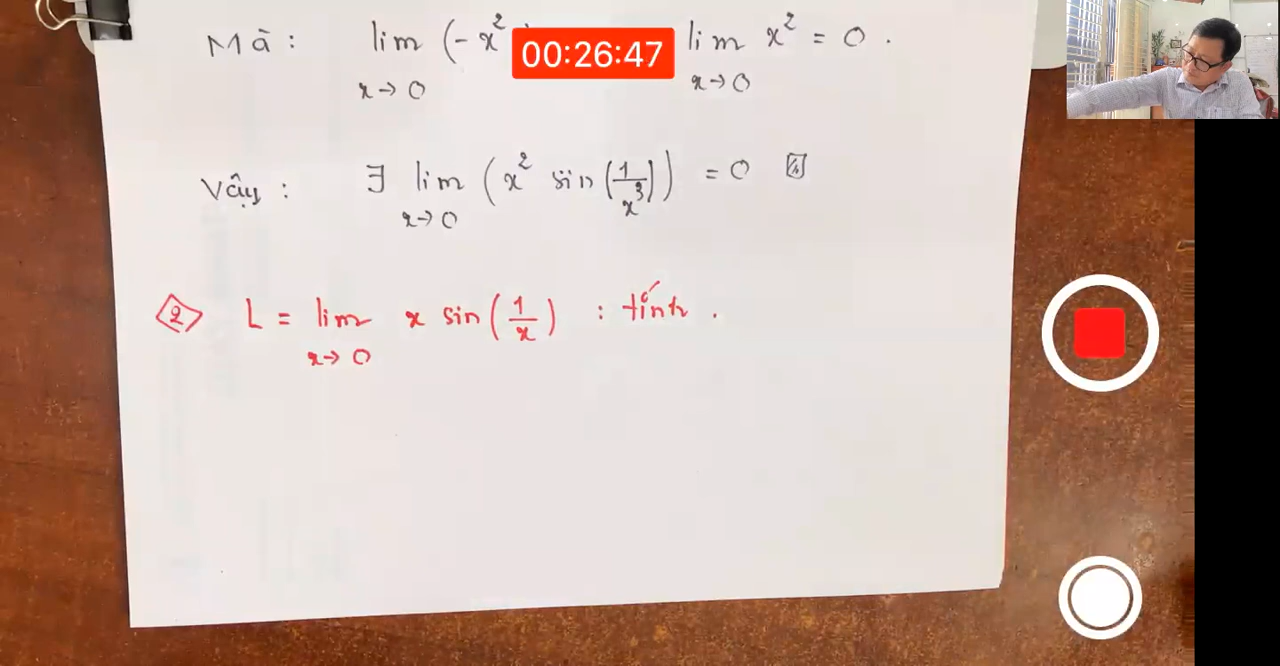 Mà : lim (-x² lim x² = 0 .
x→0 x→0
00:26:47
Vậy : ∃ lim (x² sin(1/x³)) = 0
x→0
2 L = lim x sin(1/x) : tính .
x→0